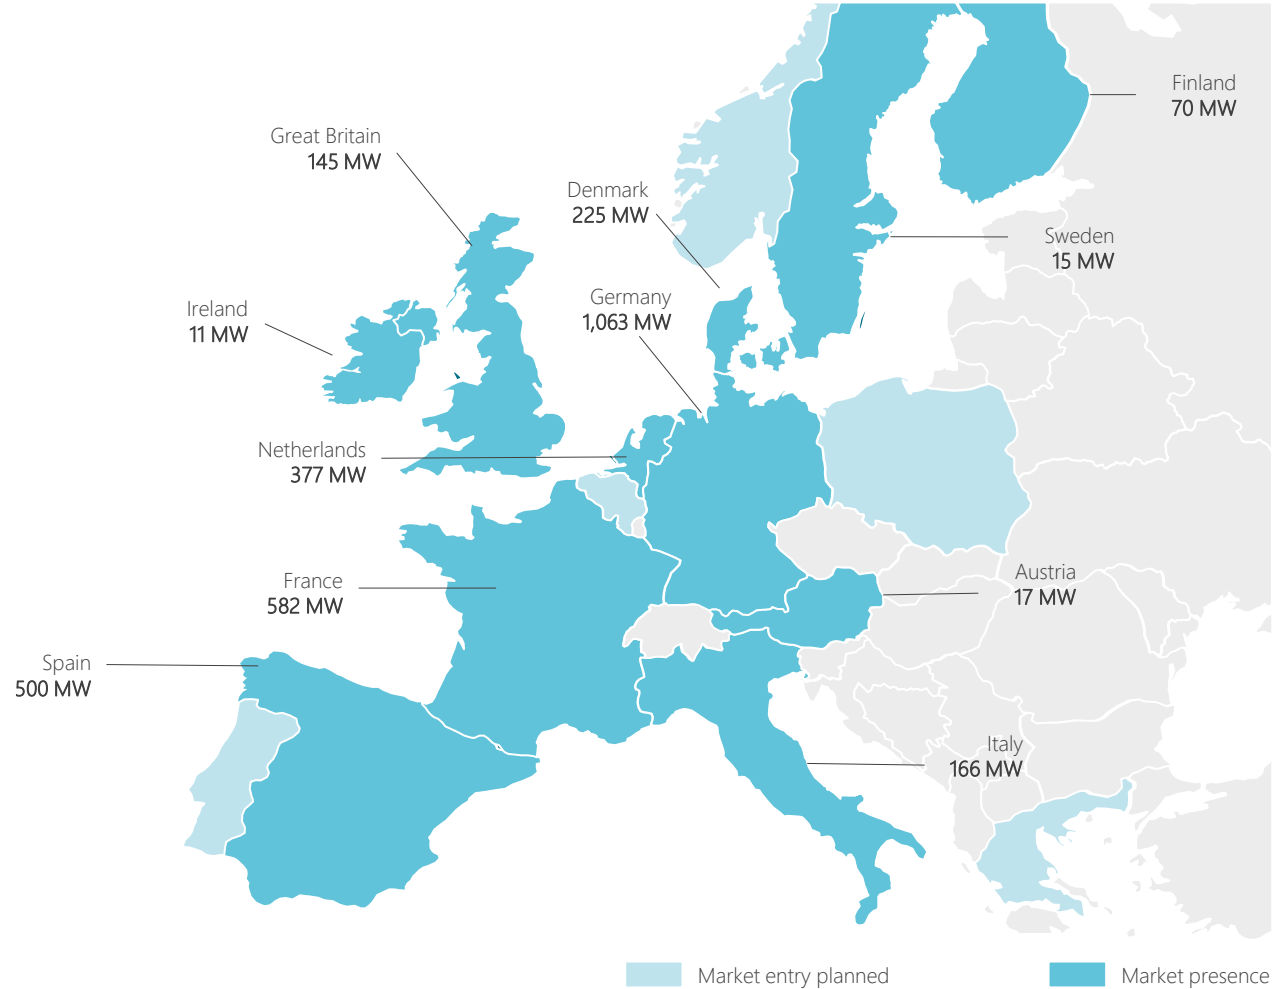 Finland
70 MW
Great Britain
145 MW
Denmark
225 MW
Sweden
15 MW
Germany
1,063 MW
Ireland
11 MW
Netherlands
377 MW
Austria
17 MW
France
582 MW
Spain
500 MW
Italy
166 MW
Market entry planned
Market presence